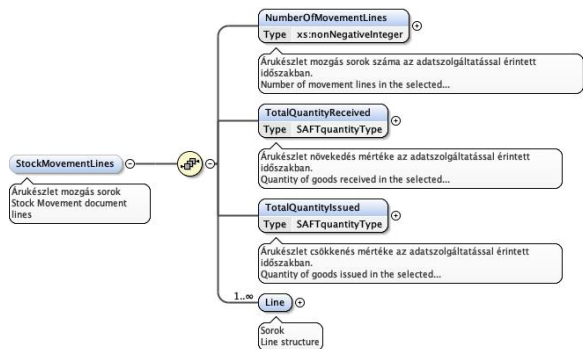 NumberOfMovementLines
Type xs:nonNegativeInteger
Árukészlet mozgás sorok száma az adatszolgáltatással érintett
időszakban.
Number of movement lines in the selected...
TotalQuantityReceived
Type SAFTquantityType
Árukészlet növekedés mértéke az adatszolgáltatással érintett
időszakban.
Quantity of goods received in the selected...
StockMovementLines
Árukészlet mozgás sorok
Stock Movement document
lines
TotalQuantityIssued
Type SAFTquantityType
Árukészlet csökkenés mértéke az adatszolgáltatással érintett
időszakban.
Quantity of goods issued in the selected...
1..∞
Line
Sorok
Line structure